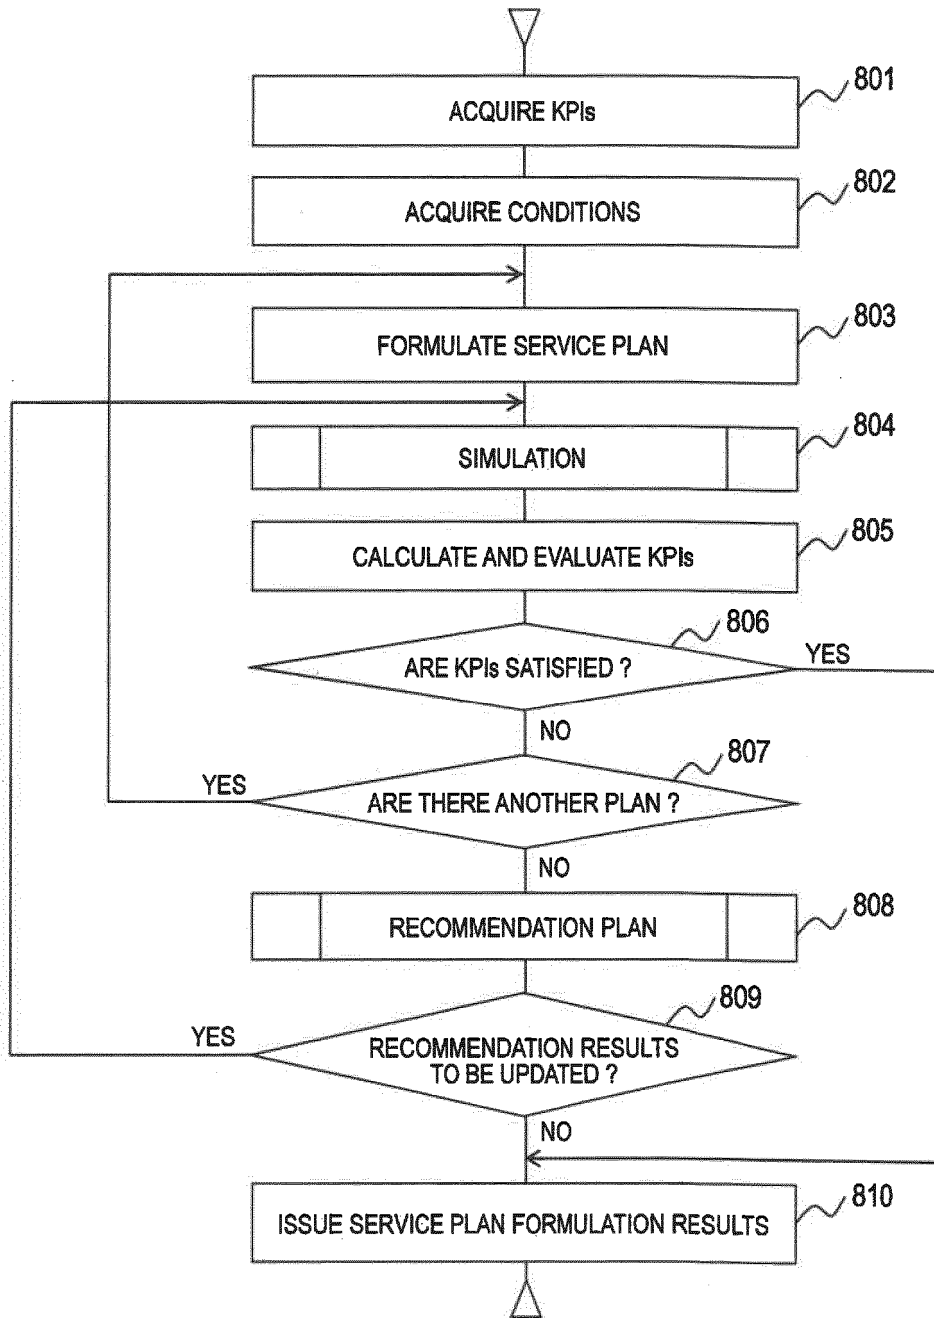 801
ACQUIRE KPIs
802
ACQUIRE CONDITIONS
803
FORMULATE SERVICE PLAN
804
SIMULATION
805
CALCULATE AND EVALUATE KPIs
806
ARE KPIs SATISFIED ?
YES
NO
807
YES
ARE THERE ANOTHER PLAN ?
NO
808
RECOMMENDATION PLAN
809
YES
RECOMMENDATION RESULTS
TO BE UPDATED ?
NO
810
ISSUE SERVICE PLAN FORMULATION RESULTS